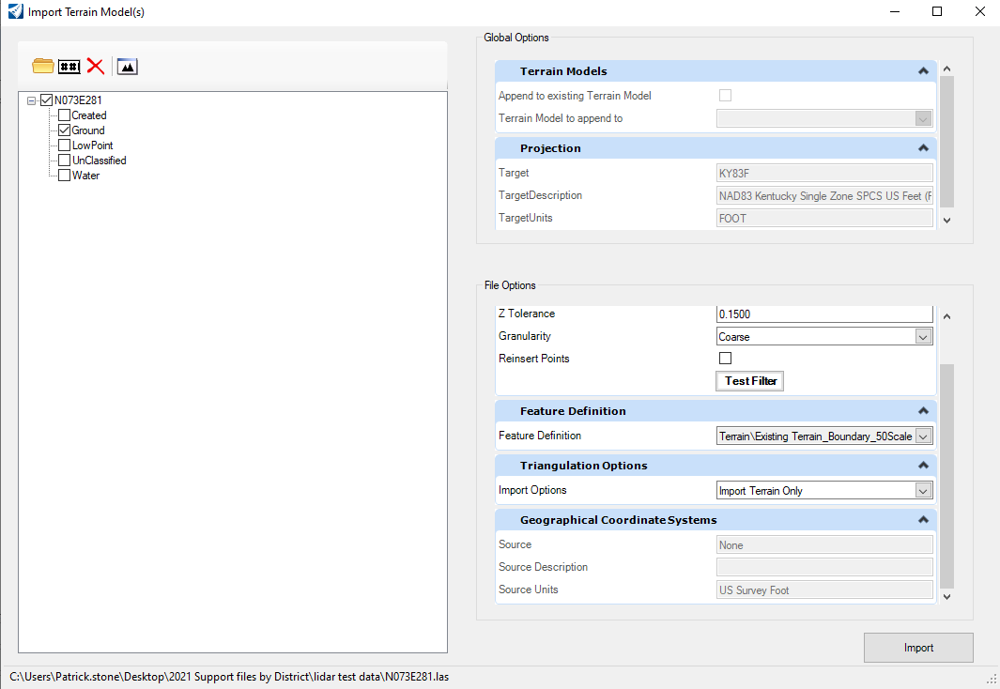 Import Terrain Model(s)
N073E281
Created
Ground
LowPoint
UnClassified
Water
Global Options
Terrain Models
Append to existing Terrain Model
Terrain Model to append to
Projection
Target KY83F
TargetDescription NAD83 Kentucky Single Zone SPCS US Feet (F
TargetUnits FOOT
File Options
Z Tolerance 0.1500
Granularity Coarse
Reinsert Points
Test Filter
Feature Definition
Feature Definition Terrain\Existing Terrain_Boundary_50Scale
Triangulation Options
Import Options Import Terrain Only
Geographical Coordinate Systems
Source None
Source Description
Source Units US Survey Foot
Import
C:\Users\Patrick.stone\Desktop\2021 Support files by District\lidar test data\N073E281.las